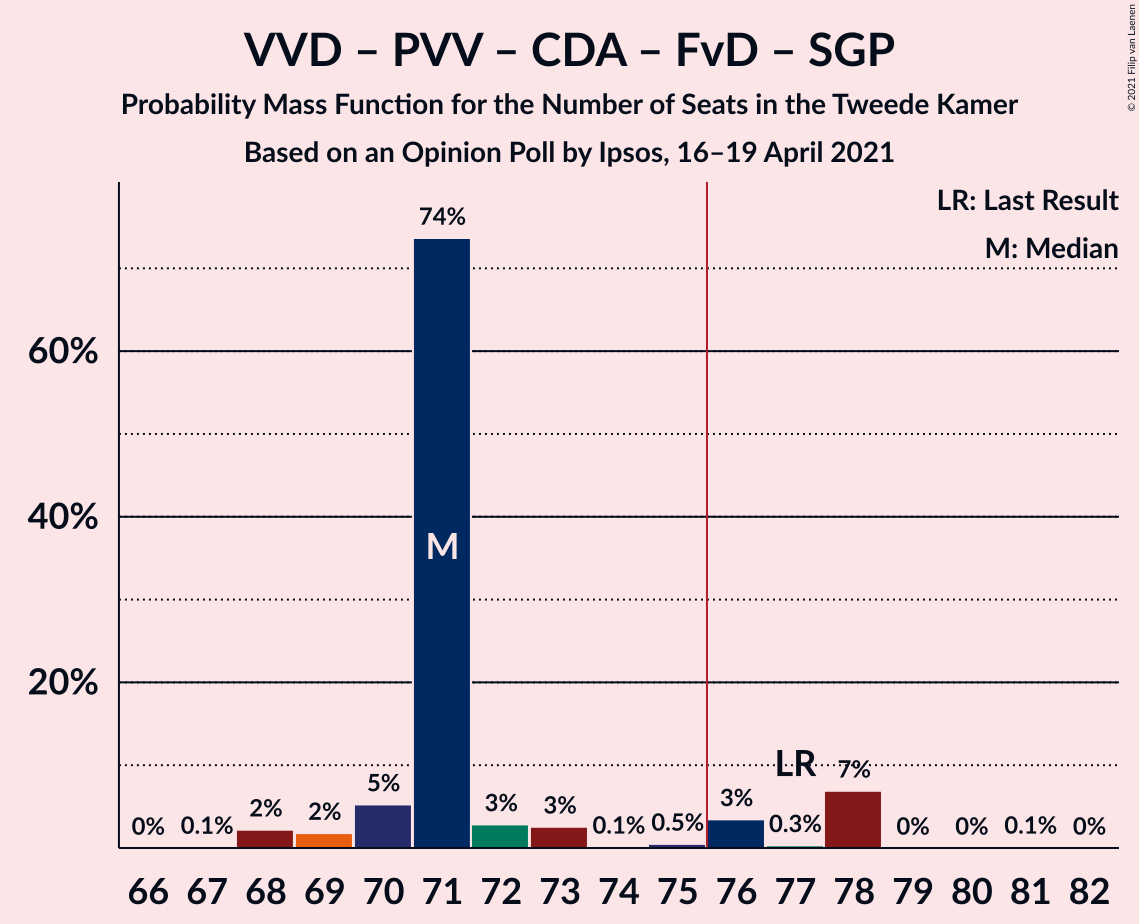 VVD – PVV – CDA – FvD – SGP
Probability Mass Function for the Number of Seats in the Tweede Kamer
Based on an Opinion Poll by Ipsos, 16–19 April 2021
© 2021 Filip van Laenen
LR: Last Result
M: Median
60%
40%
20%
0% 0.1% 2% 2% 5% 74% 3% 3% 0.1% 0.5% 3% 0.3% 7% 0% 0% 0.1% 0%
M
LR
66 67 68 69 70 71 72 73 74 75 76 77 78 79 80 81 82